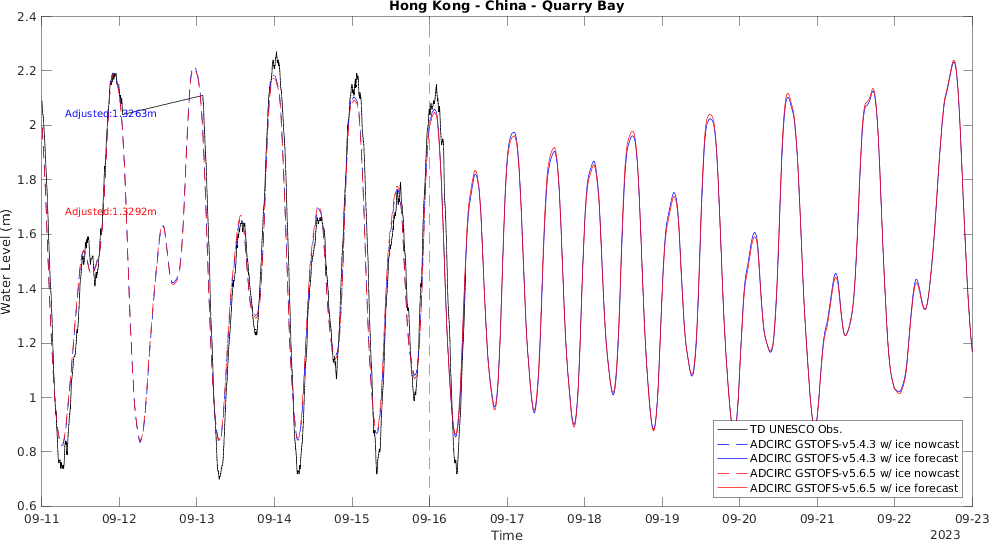 Hong Kong - China - Quarry Bay
2.4
2.2
2
1.8
1.6
1.4
1.2
1
0.8
0.6
Water Level (m)
Adjusted:1.3263m
Adjusted:1.3292m
TD UNESCO Obs.
ADCIRC GSTOFS-v5.4.3 w/ ice nowcast
ADCIRC GSTOFS-v5.4.3 w/ ice forecast
ADCIRC GSTOFS-v5.6.5 w/ ice nowcast
ADCIRC GSTOFS-v5.6.5 w/ ice forecast
09-11 09-12 09-13 09-14 09-15 09-16 09-17 09-18 09-19 09-20 09-21 09-22 09-23
Time
2023